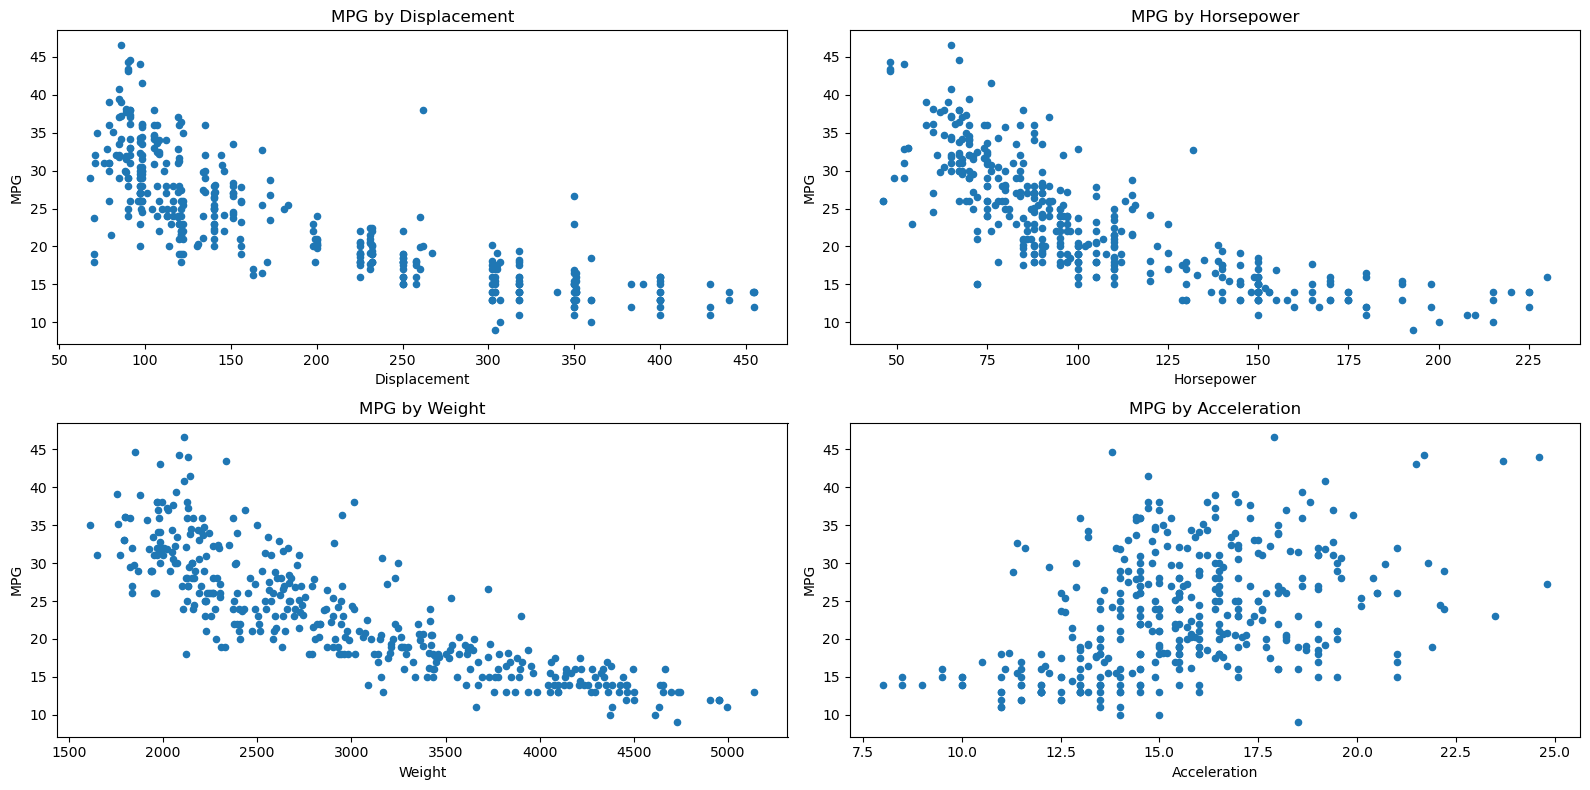 MPG by Displacement
MPG
45
40
35
30
25
20
15
10
50 100 150 200 250 300 350 400 450
Displacement
MPG by Horsepower
MPG
45
40
35
30
25
20
15
10
50 75 100 125 150 175 200 225
Horsepower
MPG by Weight
MPG
45
40
35
30
25
20
15
10
1500 2000 2500 3000 3500 4000 4500 5000
Weight
MPG by Acceleration
MPG
45
40
35
30
25
20
15
10
7.5 10.0 12.5 15.0 17.5 20.0 22.5 25.0
Acceleration